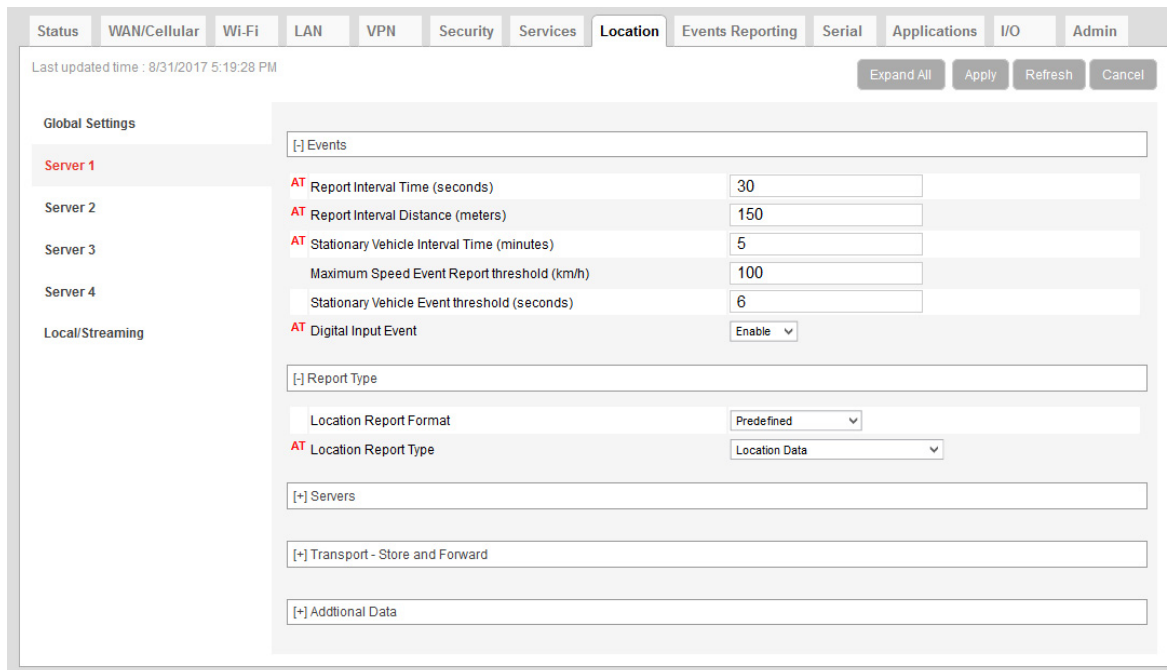 Status WAN/Cellular Wi-Fi LAN VPN Security Services Location Events Reporting Serial Applications I/O Admin
Last updated time : 8/31/2017 5:19:28 PM
Expand All Apply Refresh Cancel
Global Settings
Server 1
Server 2
Server 3
Server 4
Local/Streaming
[-] Events
AT Report Interval Time (seconds) 30
AT Report Interval Distance (meters) 150
AT Stationary Vehicle Interval Time (minutes) 5
Maximum Speed Event Report threshold (km/h) 100
Stationary Vehicle Event threshold (seconds) 6
AT Digital Input Event Enable
[-] Report Type
Location Report Format Predefined
AT Location Report Type Location Data
[+] Servers
[+] Transport - Store and Forward
[+] Addtional Data